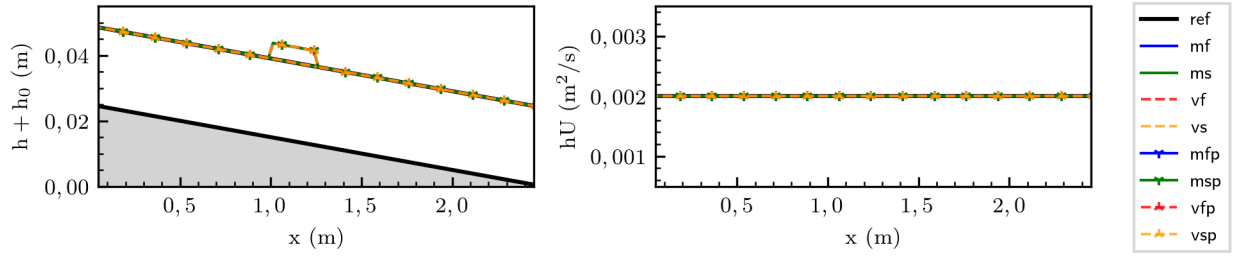 h + h0 (m)
0, 04
0, 02
0, 00
0, 5
1, 0
1, 5
2, 0
x (m)
hU (m²/s)
0, 003
0, 002
0, 001
0, 5
1, 0
1, 5
2, 0
x (m)
ref
mf
ms
vf
vs
mfp
msp
vfp
vsp